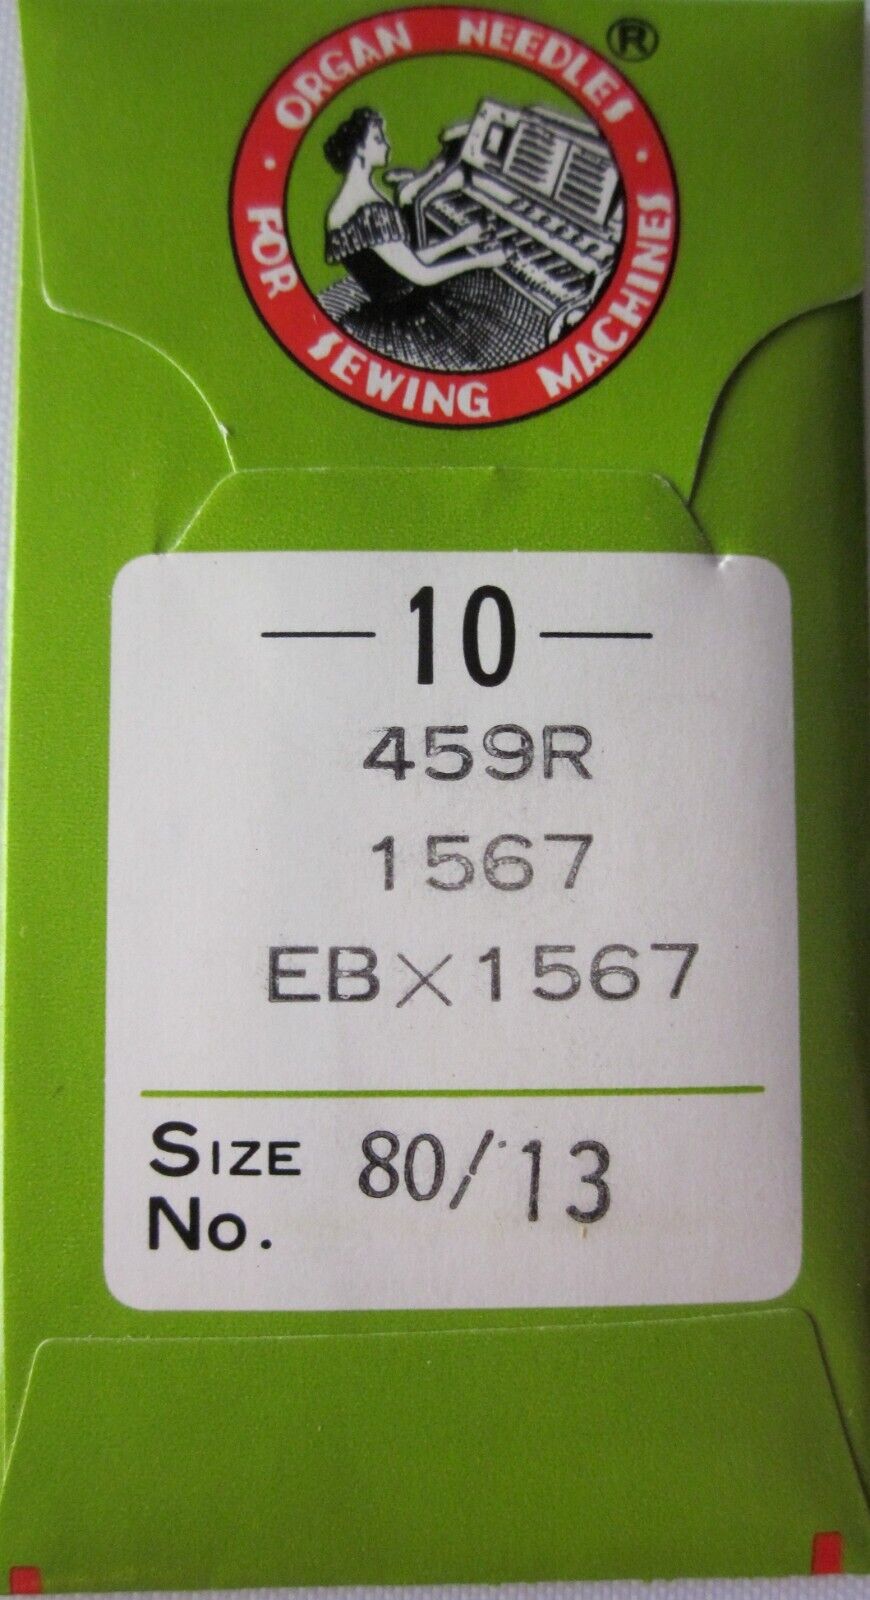 ORGAN NEEDLES ®
· FOR SEWING MACHINES ·
—10—
459R
1567
EB×1567
SIZE No. 80/13